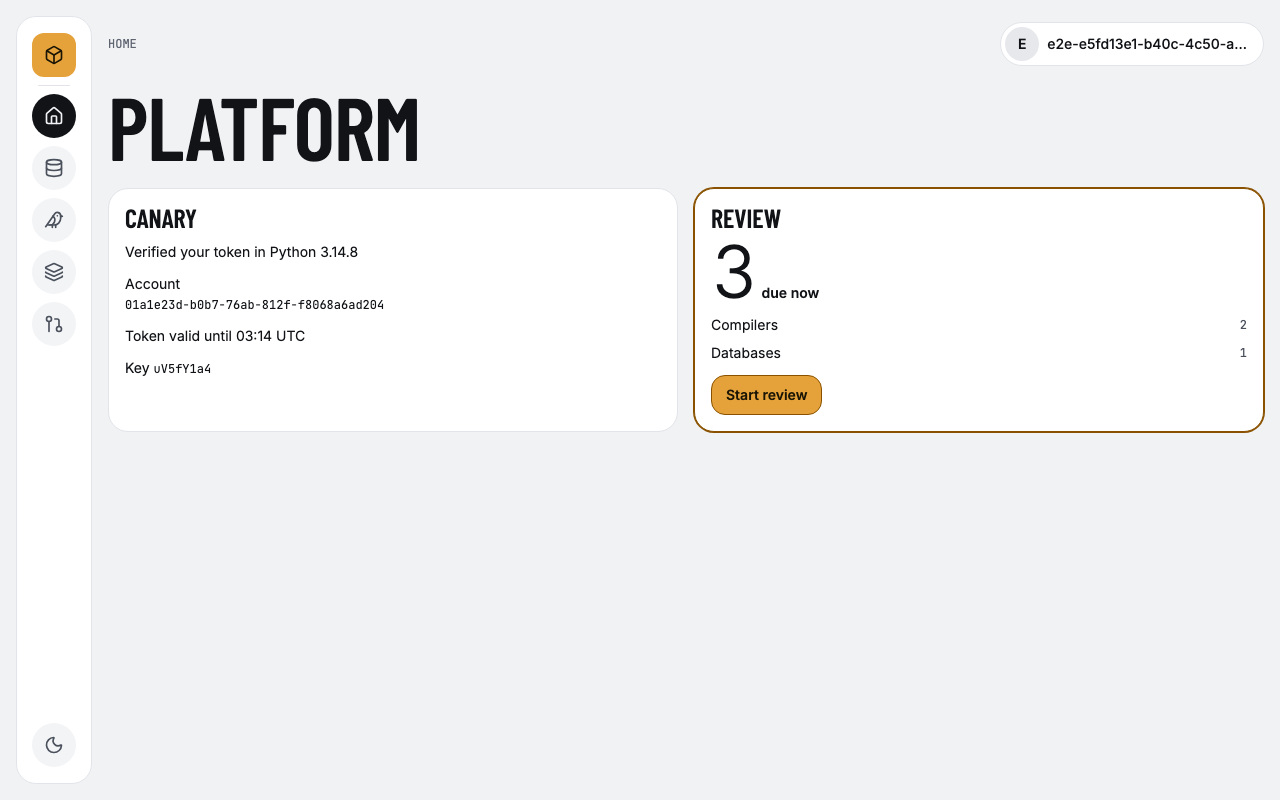 HOME
E
e2e-e5fd13e1-b40c-4c50-a...
PLATFORM
CANARY
Verified your token in Python 3.14.8
Account
01a1e23d-b0b7-76ab-812f-f8068a6ad204
Token valid until 03:14 UTC
Key uV5fY1a4
REVIEW
3 due now
Compilers 2
Databases 1
Start review